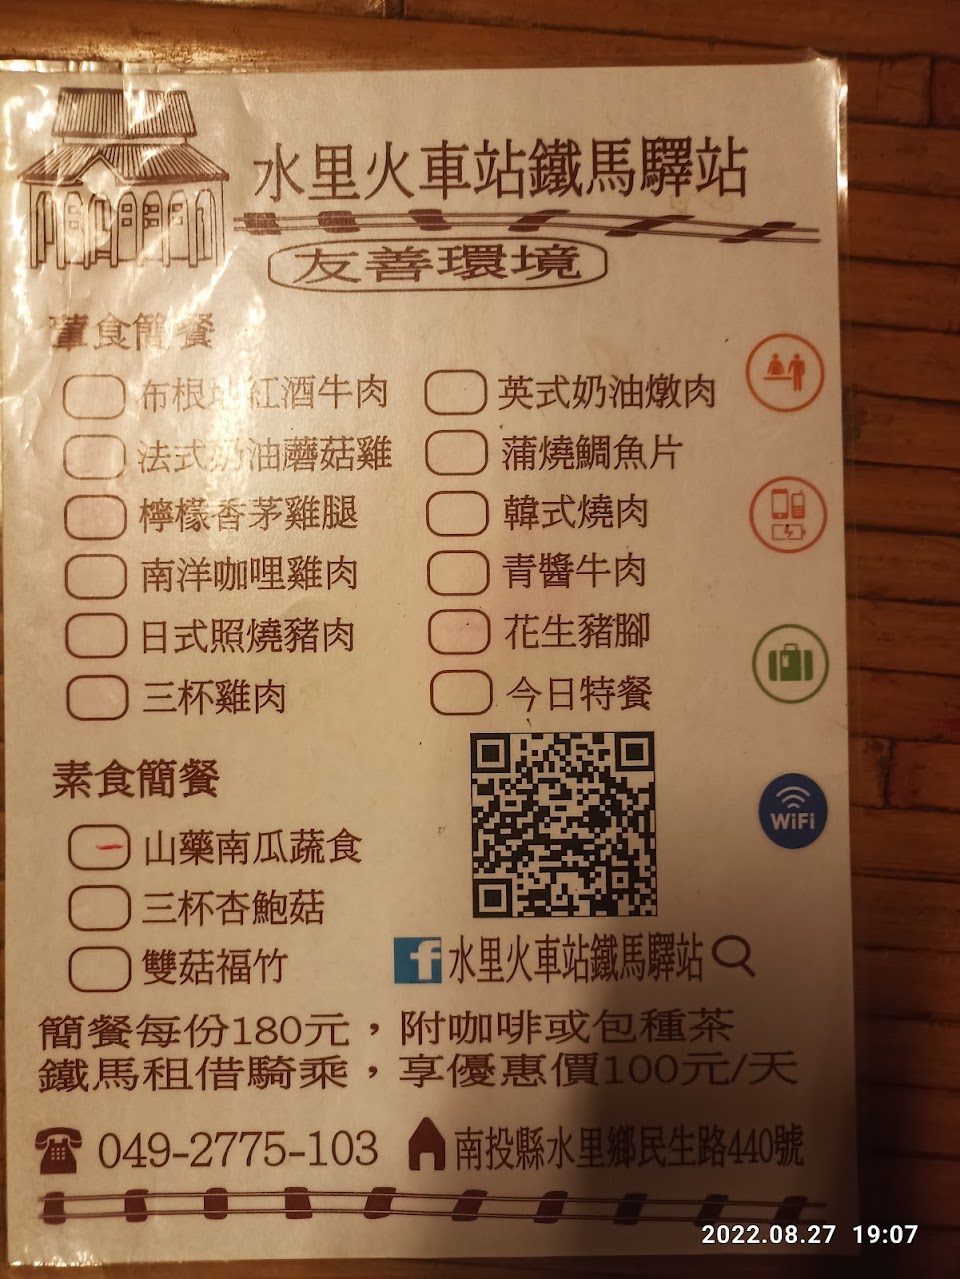 水里火車站鐵馬驛站
友善環境
葷食簡餐
布根地紅酒牛肉
法式奶油蘑菇雞
檸檬香茅雞腿
南洋咖哩雞肉
日式照燒豬肉
三杯雞肉
英式奶油燉肉
蒲燒鯛魚片
韓式燒肉
青醬牛肉
花生豬腳
今日特餐
素食簡餐
山藥南瓜蔬食
三杯杏鮑菇
雙菇福竹
WiFi
f水里火車站鐵馬驛站
簡餐每份180元，附咖啡或包種茶
鐵馬租借騎乘，享優惠價100元/天
049-2775-103
南投縣水里鄉民生路440號
2022.08.27 19:07